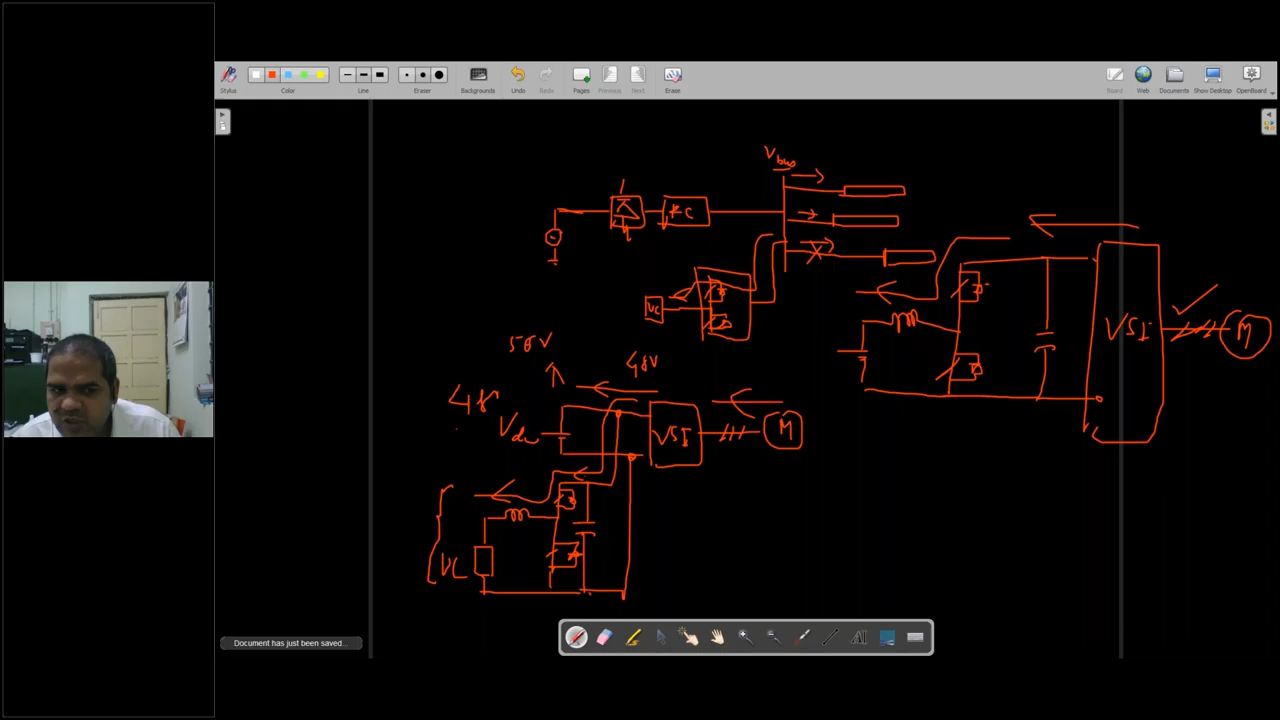 Stylus
Color
Line
Eraser
Backgrounds
Undo
Redo
Pages
Previous
Next
Erase
Board
Web
Documents
Show Desktop
OpenBoard
Vbus
UC
58V
48V
48V
Vdc
VSI
M
UC
VSI
M
Document has just been saved...